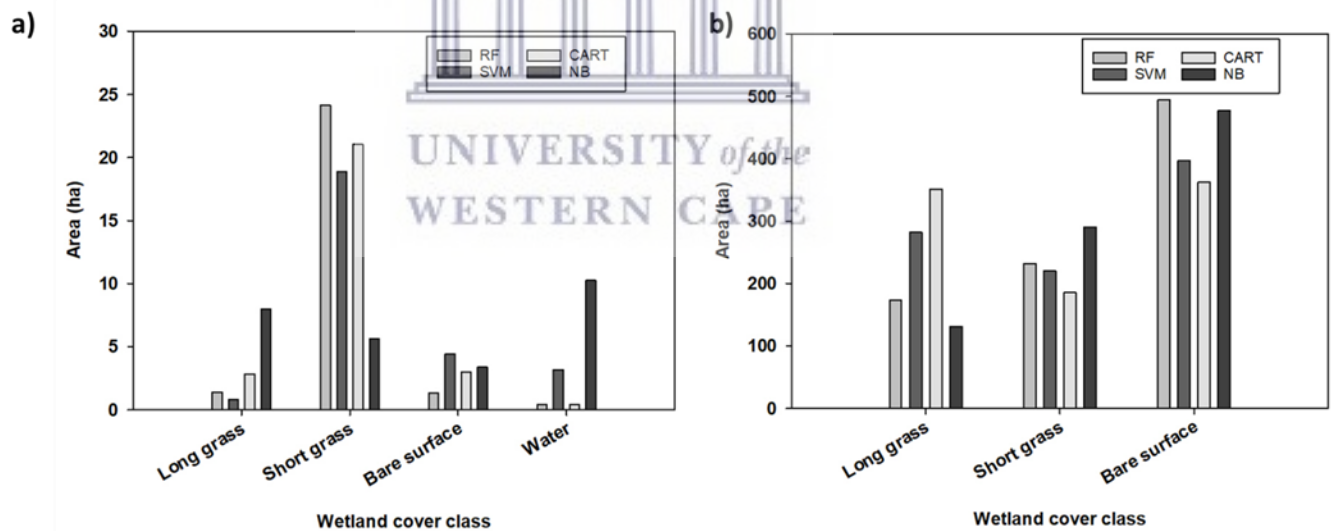 a)
30
25
20
15
10
5
0
Area (ha)
RF CART
SVM NB
Long grass
Short grass
Bare surface
Water
Wetland cover class
UNIVERSITY of the
WESTERN CAPE
b)
600
500
400
300
200
100
0
Area (ha)
RF CART
SVM NB
Long grass
Short grass
Bare surface
Wetland cover class